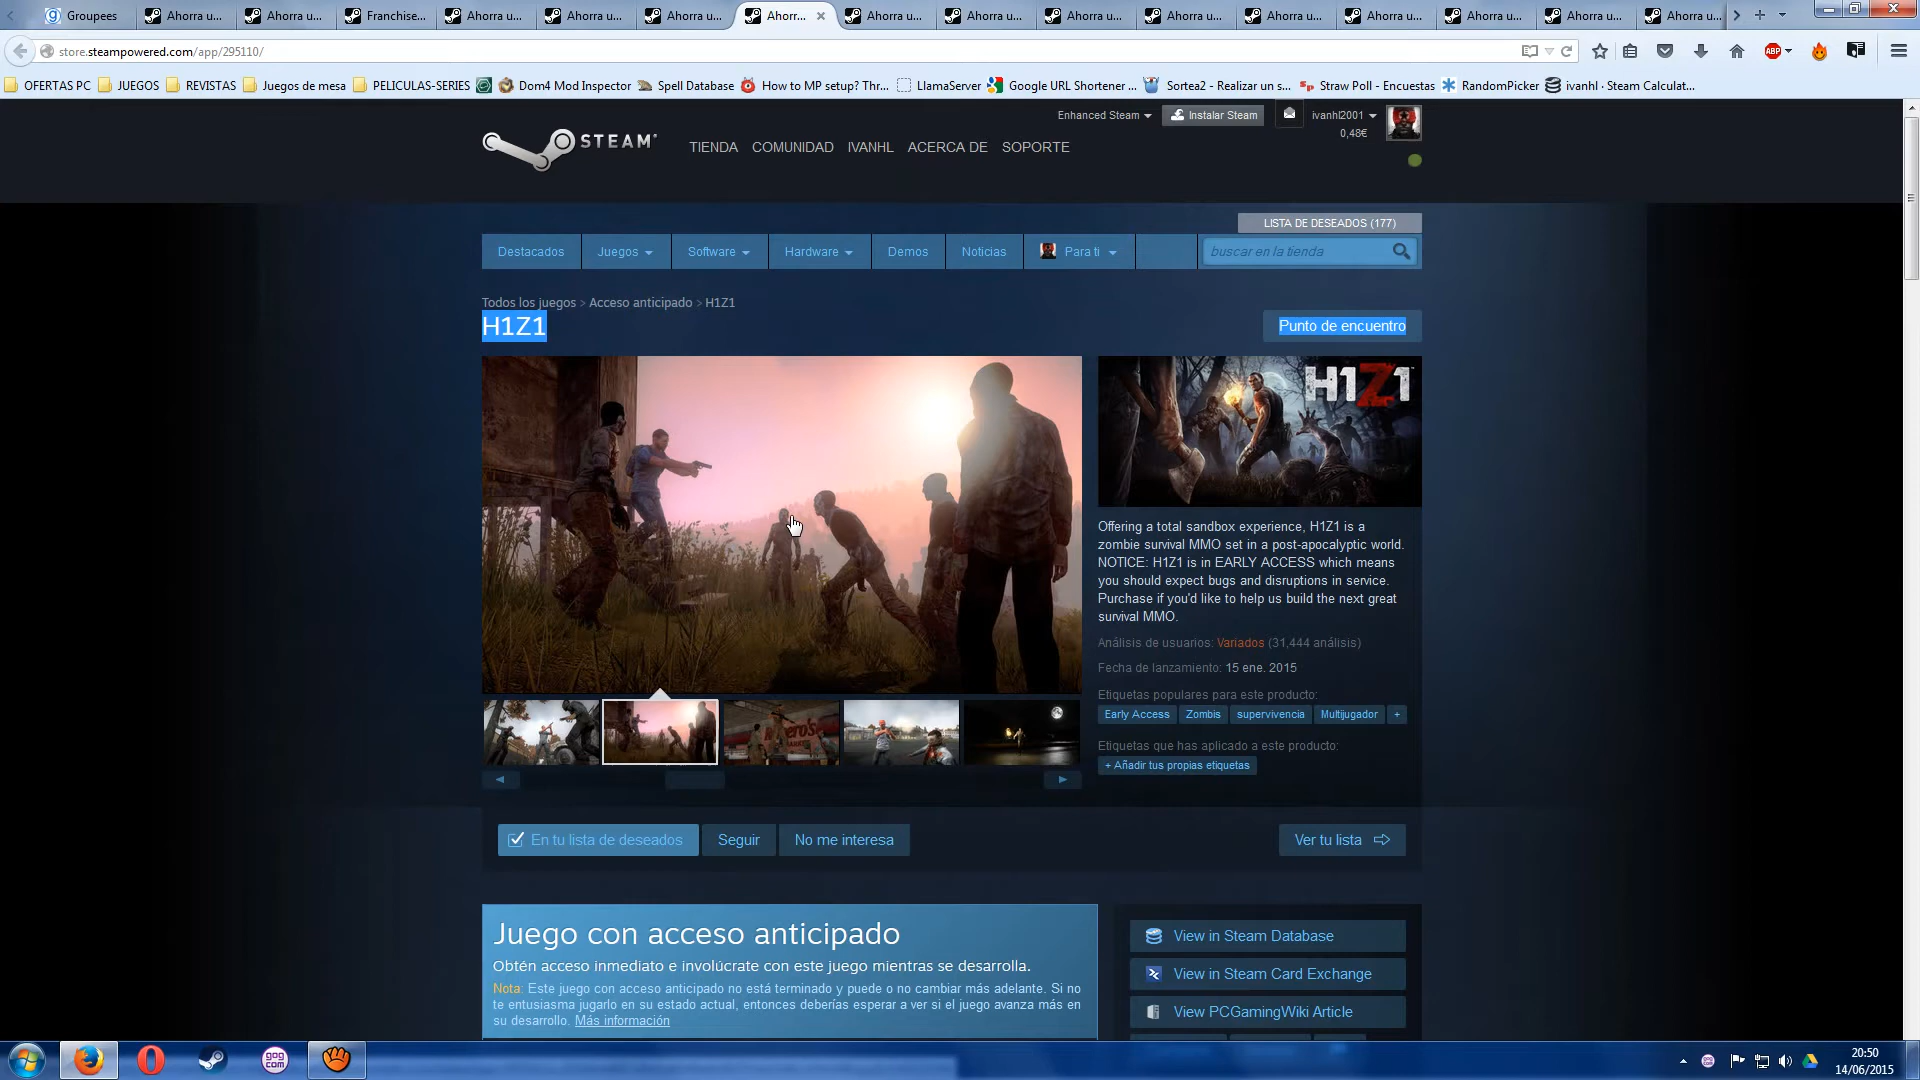 Groupees
Ahorra u...
Ahorra u...
Franchise...
Ahorra u...
Ahorra u...
Ahorra u...
Ahorr...
Ahorra u...
Ahorra u...
Ahorra u...
Ahorra u...
Ahorra u...
Ahorra u...
Ahorra u...
Ahorra u...
Ahorra u...
store.steampowered.com/app/295110/
ABP
OFERTAS PC
JUEGOS
REVISTAS
Juegos de mesa
PELICULAS-SERIES
Dom4 Mod Inspector
Spell Database
How to MP setup? Thr...
LlamaServer
Google URL Shortener ...
Sortea2 - Realizar un s...
Straw Poll - Encuestas
RandomPicker
ivanhl · Steam Calculat...
Enhanced Steam
Instalar Steam
ivanhl2001
0,48€
STEAM
TIENDA COMUNIDAD IVANHL ACERCA DE SOPORTE
LISTA DE DESEADOS (177)
Destacados Juegos Software Hardware Demos Noticias Para ti
buscar en la tienda
Todos los juegos > Acceso anticipado > H1Z1
H1Z1
Punto de encuentro
H1Z1
Offering a total sandbox experience, H1Z1 is a
zombie survival MMO set in a post-apocalyptic world.
NOTICE: H1Z1 is in EARLY ACCESS which means
you should expect bugs and disruptions in service.
Purchase if you'd like to help us build the next great
survival MMO.
Análisis de usuarios: Variados (31,444 análisis)
Fecha de lanzamiento: 15 ene. 2015
Etiquetas populares para este producto:
Early Access Zombis supervivencia Multijugador +
Etiquetas que has aplicado a este producto:
+ Añadir tus propias etiquetas
En tu lista de deseados
Seguir
No me interesa
Ver tu lista
Juego con acceso anticipado
Obtén acceso inmediato e involúcrate con este juego mientras se desarrolla.
Nota: Este juego con acceso anticipado no está terminado y puede o no cambiar más adelante. Si no
te entusiasma jugarlo en su estado actual, entonces deberías esperar a ver si el juego avanza más en
su desarrollo. Más información
View in Steam Database
View in Steam Card Exchange
View PCGamingWiki Article
gog
com
20:50
14/06/2015